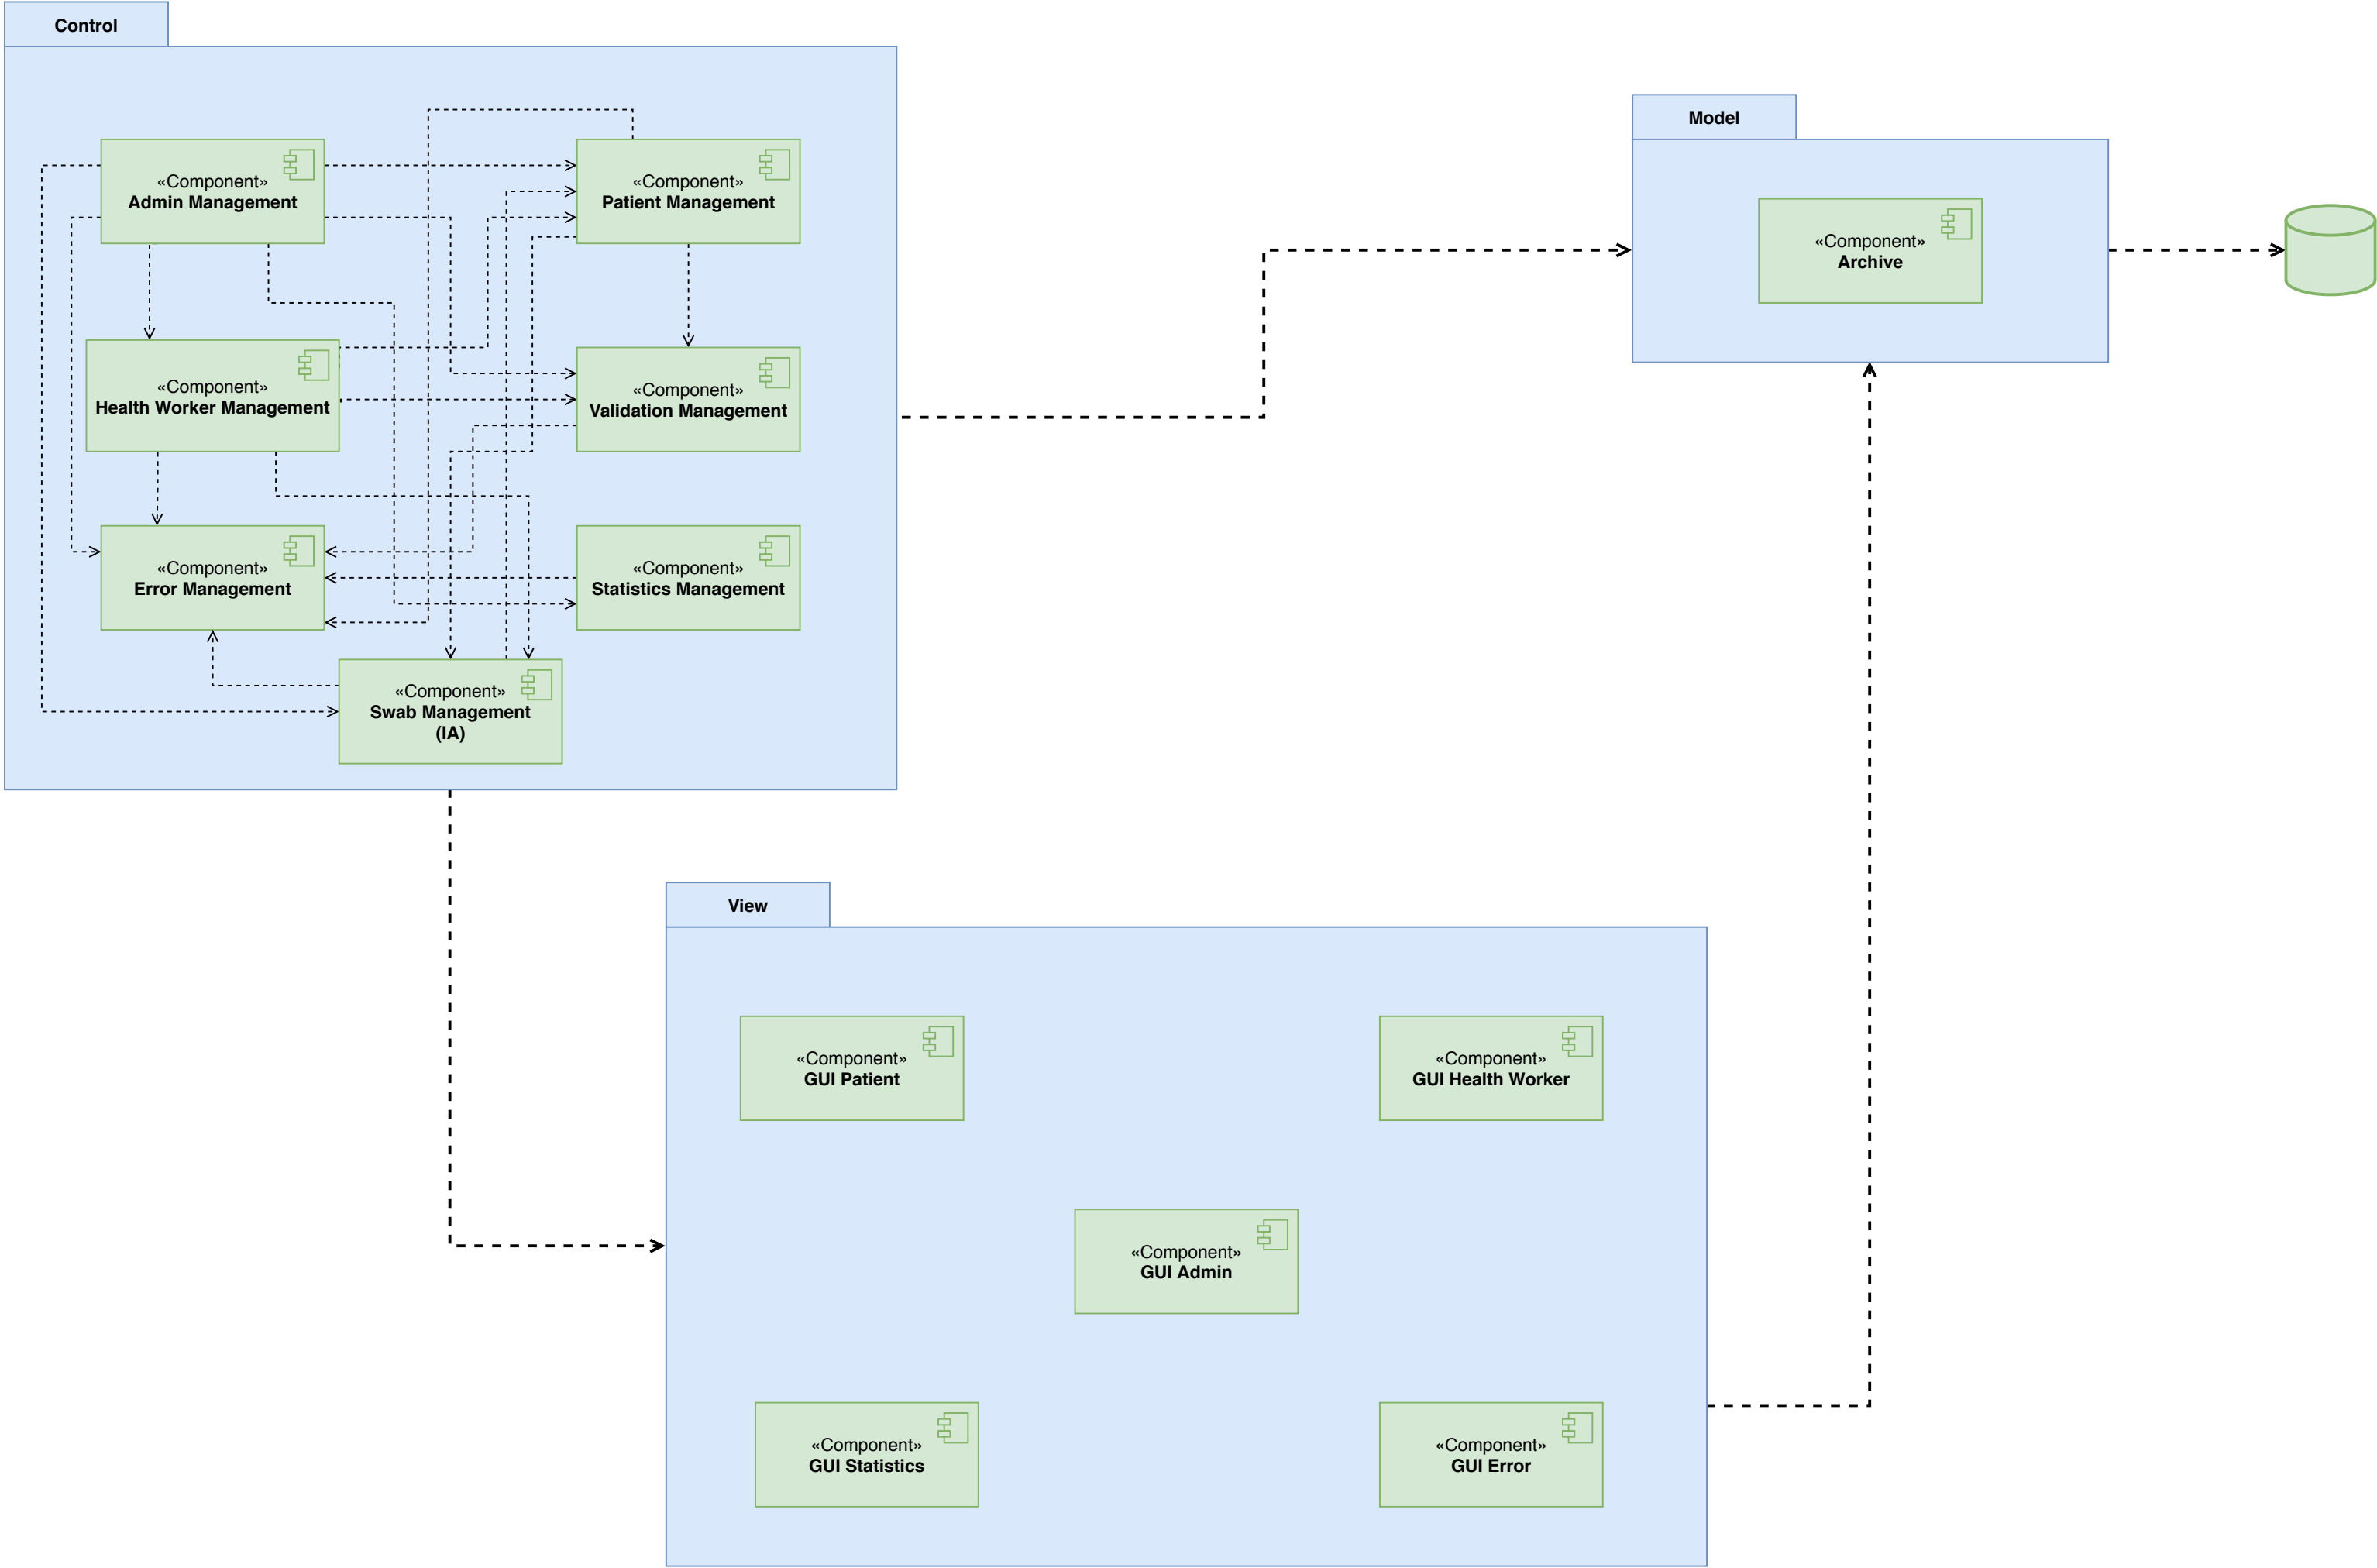 Control
«Component»
Admin Management
«Component»
Patient Management
«Component»
Health Worker Management
«Component»
Validation Management
«Component»
Error Management
«Component»
Statistics Management
«Component»
Swab Management
(IA)
Model
«Component»
Archive
View
«Component»
GUI Patient
«Component»
GUI Health Worker
«Component»
GUI Admin
«Component»
GUI Statistics
«Component»
GUI Error